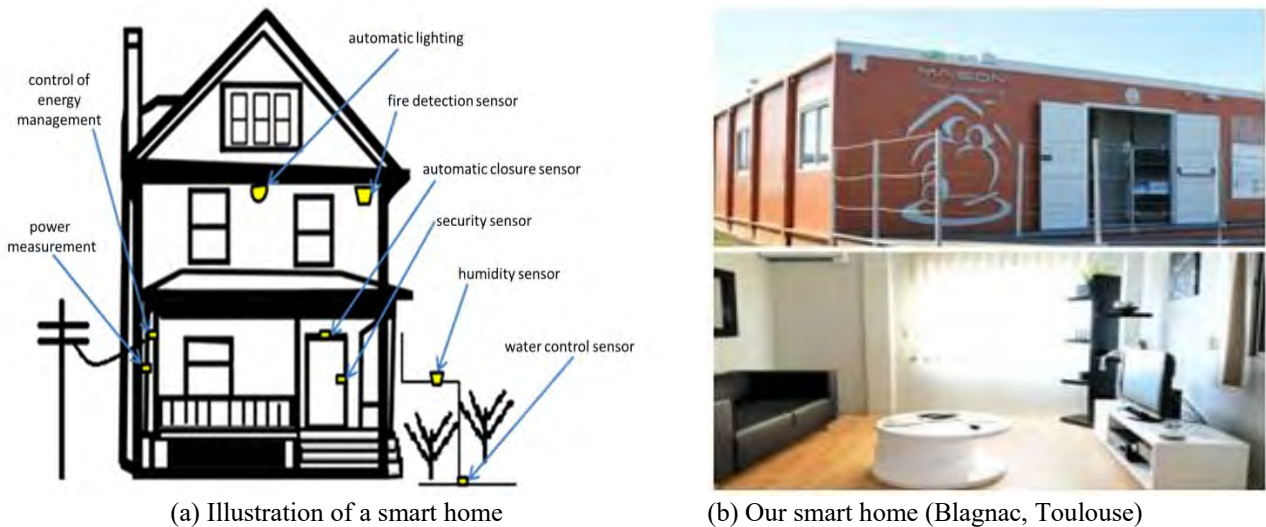 automatic lighting
control of
energy
management
fire detection sensor
automatic closure sensor
security sensor
power
measurement
humidity sensor
water control sensor
MAISON
(a) Illustration of a smart home
(b) Our smart home (Blagnac, Toulouse)